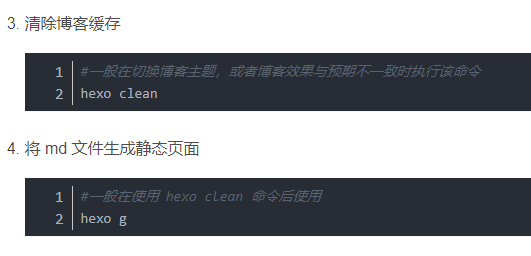 3. 清除博客缓存
1 #一般在切换博客主题，或者博客效果与预期不一致时执行该命令
2 hexo clean
4. 将 md 文件生成静态页面
1 #一般在使用 hexo clean 命令后使用
2 hexo g